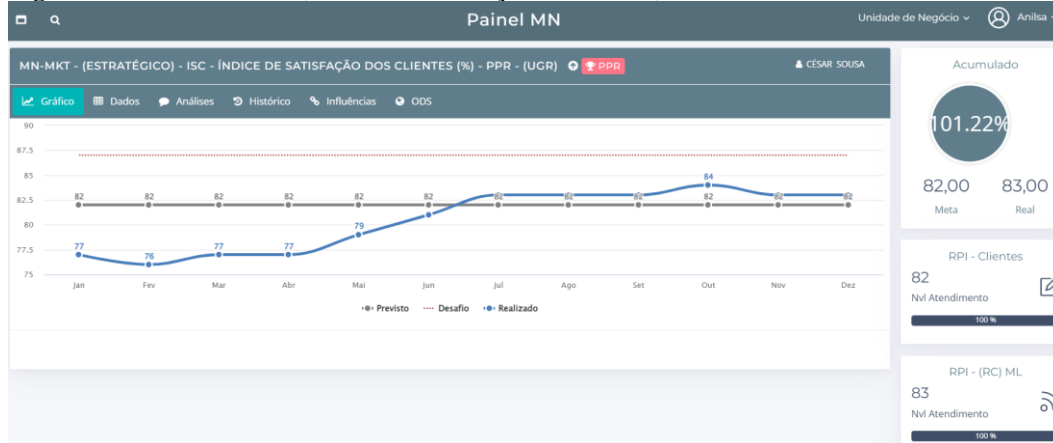 Painel MN
Unidade de Negócio
Anilsa
MN-MKT - (ESTRATÉGICO) - ISC - ÍNDICE DE SATISFAÇÃO DOS CLIENTES (%) - PPR - (UGR) PPR
CÉSAR SOUSA
Gráfico Dados Análises Histórico Influências ODS
90
87.5
85
82.5
80
77.5
75
82 82 82 82 82 82 82 82 82 82 82 82
77 76 77 77 79 84
Jan Fev Mar Abr Mai Jun Jul Ago Set Out Nov Dez
Previsto Desafio Realizado
Acumulado
101.22%
82,00 83,00
Meta Real
RPI - Clientes
82
Nvl Atendimento
100 %
RPI - (RC) ML
83
Nvl Atendimento
100 %